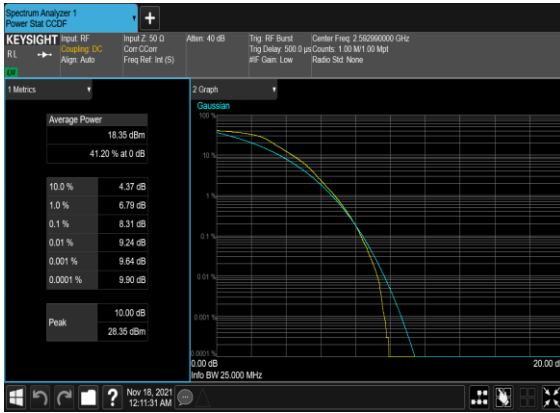 Spectrum Analyzer 1
Power Stat CCDF
KEYSIGHT
RL
LV
Input: RF
Coupling: DC
Align: Auto
Input Z: 50 Ω
Corr CCorr
Freq Ref: Int (S)
Atten: 40 dB
Trig: RF Burst
Trig Delay: 500.0 µs
#IF Gain: Low
Center Freq: 2.592990000 GHz
Counts: 1.00 M/1.00 Mpt
Radio Std: None
1 Metrics
Average Power
18.35 dBm
41.20 % at 0 dB
10.0 % 4.37 dB
1.0 % 6.79 dB
0.1 % 8.31 dB
0.01 % 9.24 dB
0.001 % 9.64 dB
0.0001 % 9.90 dB
Peak
10.00 dB
28.35 dBm
2 Graph
Gaussian
100 %
10 %
1 %
0.1 %
0.01 %
0.001 %
0.0001 %
0.00 dB
20.00 d
Info BW 25.000 MHz
?
Nov 18, 2021
12:11:31 AM